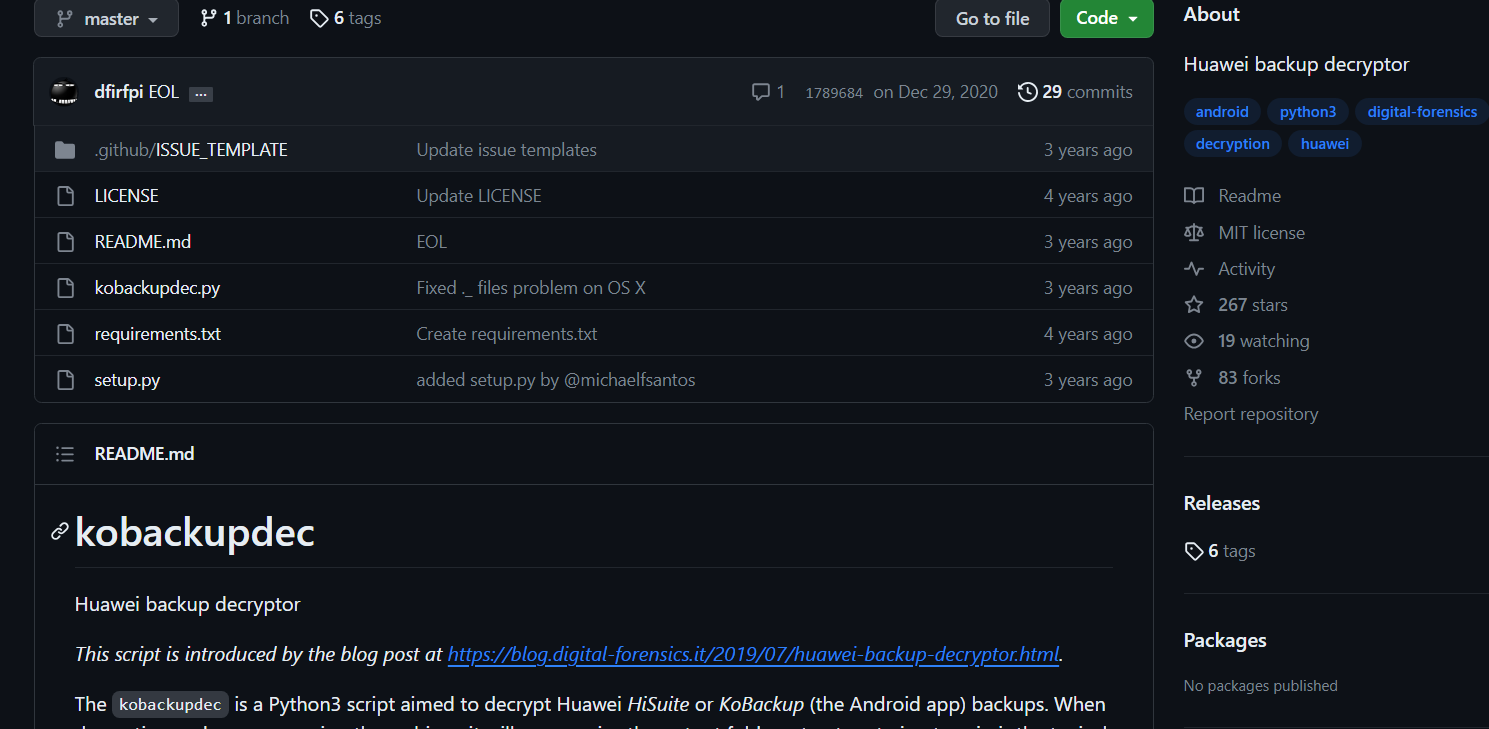 master
1 branch
6 tags
Go to file
Code
dfirfpi EOL ...
1
1789684 on Dec 29, 2020
29 commits
.github/ISSUE_TEMPLATE Update issue templates 3 years ago
LICENSE Update LICENSE 4 years ago
README.md EOL 3 years ago
kobackupdec.py Fixed ._ files problem on OS X 3 years ago
requirements.txt Create requirements.txt 4 years ago
setup.py added setup.py by @michaelfsantos 3 years ago
README.md
kobackupdec
Huawei backup decryptor
This script is introduced by the blog post at https://blog.digital-forensics.it/2019/07/huawei-backup-decryptor.html.
The kobackupdec is a Python3 script aimed to decrypt Huawei HiSuite or KoBackup (the Android app) backups. When
About
Huawei backup decryptor
android python3 digital-forensics
decryption huawei
Readme
MIT license
Activity
267 stars
19 watching
83 forks
Report repository
Releases
6 tags
Packages
No packages published